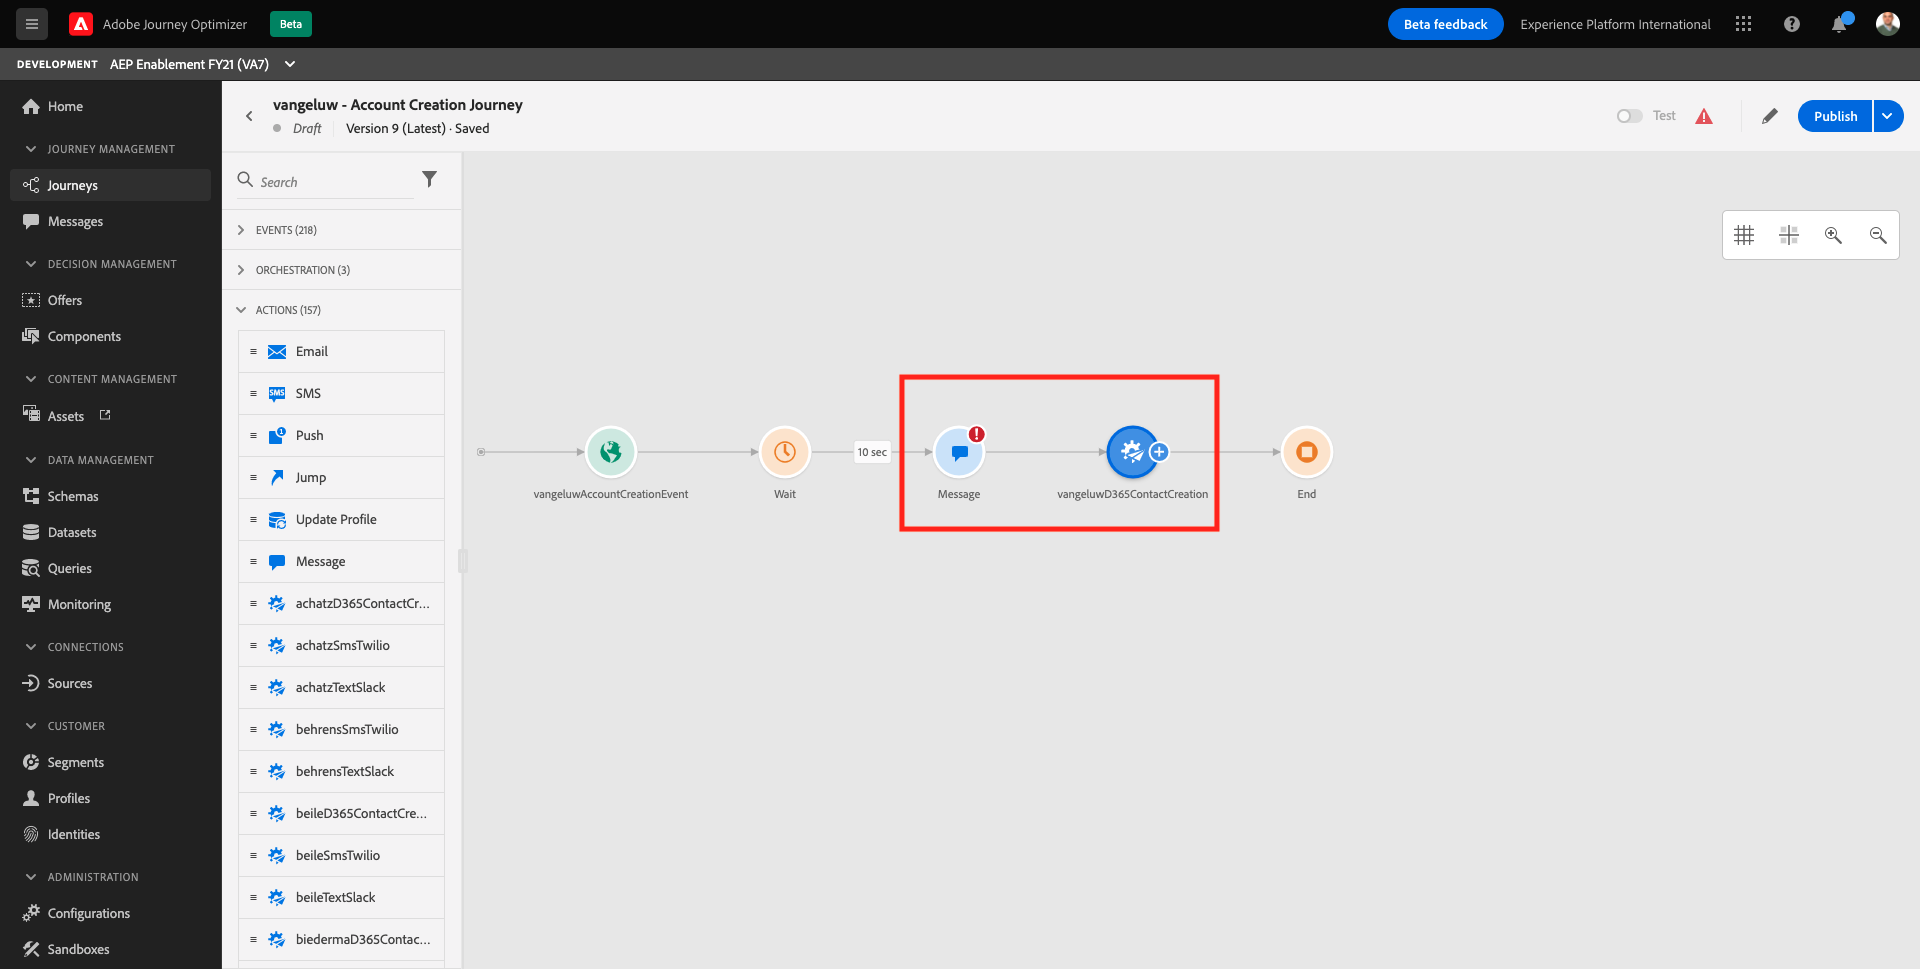 Adobe Journey Optimizer
Beta
Beta feedback
Experience Platform International
DEVELOPMENT AEP Enablement FY21 (VA7)
Home
JOURNEY MANAGEMENT
Journeys
Messages
DECISION MANAGEMENT
Offers
Components
CONTENT MANAGEMENT
Assets
DATA MANAGEMENT
Schemas
Datasets
Queries
Monitoring
CONNECTIONS
Sources
CUSTOMER
Segments
Profiles
Identities
ADMINISTRATION
Configurations
Sandboxes
vangeluw - Account Creation Journey
Draft Version 9 (Latest) · Saved
Test
Publish
Search
EVENTS (218)
ORCHESTRATION (3)
ACTIONS (157)
Email
SMS
SMS
Push
Jump
Update Profile
Message
achatzD365ContactCr...
achatzSmsTwilio
achatzTextSlack
behrensSmsTwilio
behrensTextSlack
beileD365ContactCre...
beileSmsTwilio
beileTextSlack
biedermaD365Contac...
10 sec
vangeluwAccountCreationEvent
Wait
Message
vangeluwD365ContactCreation
End